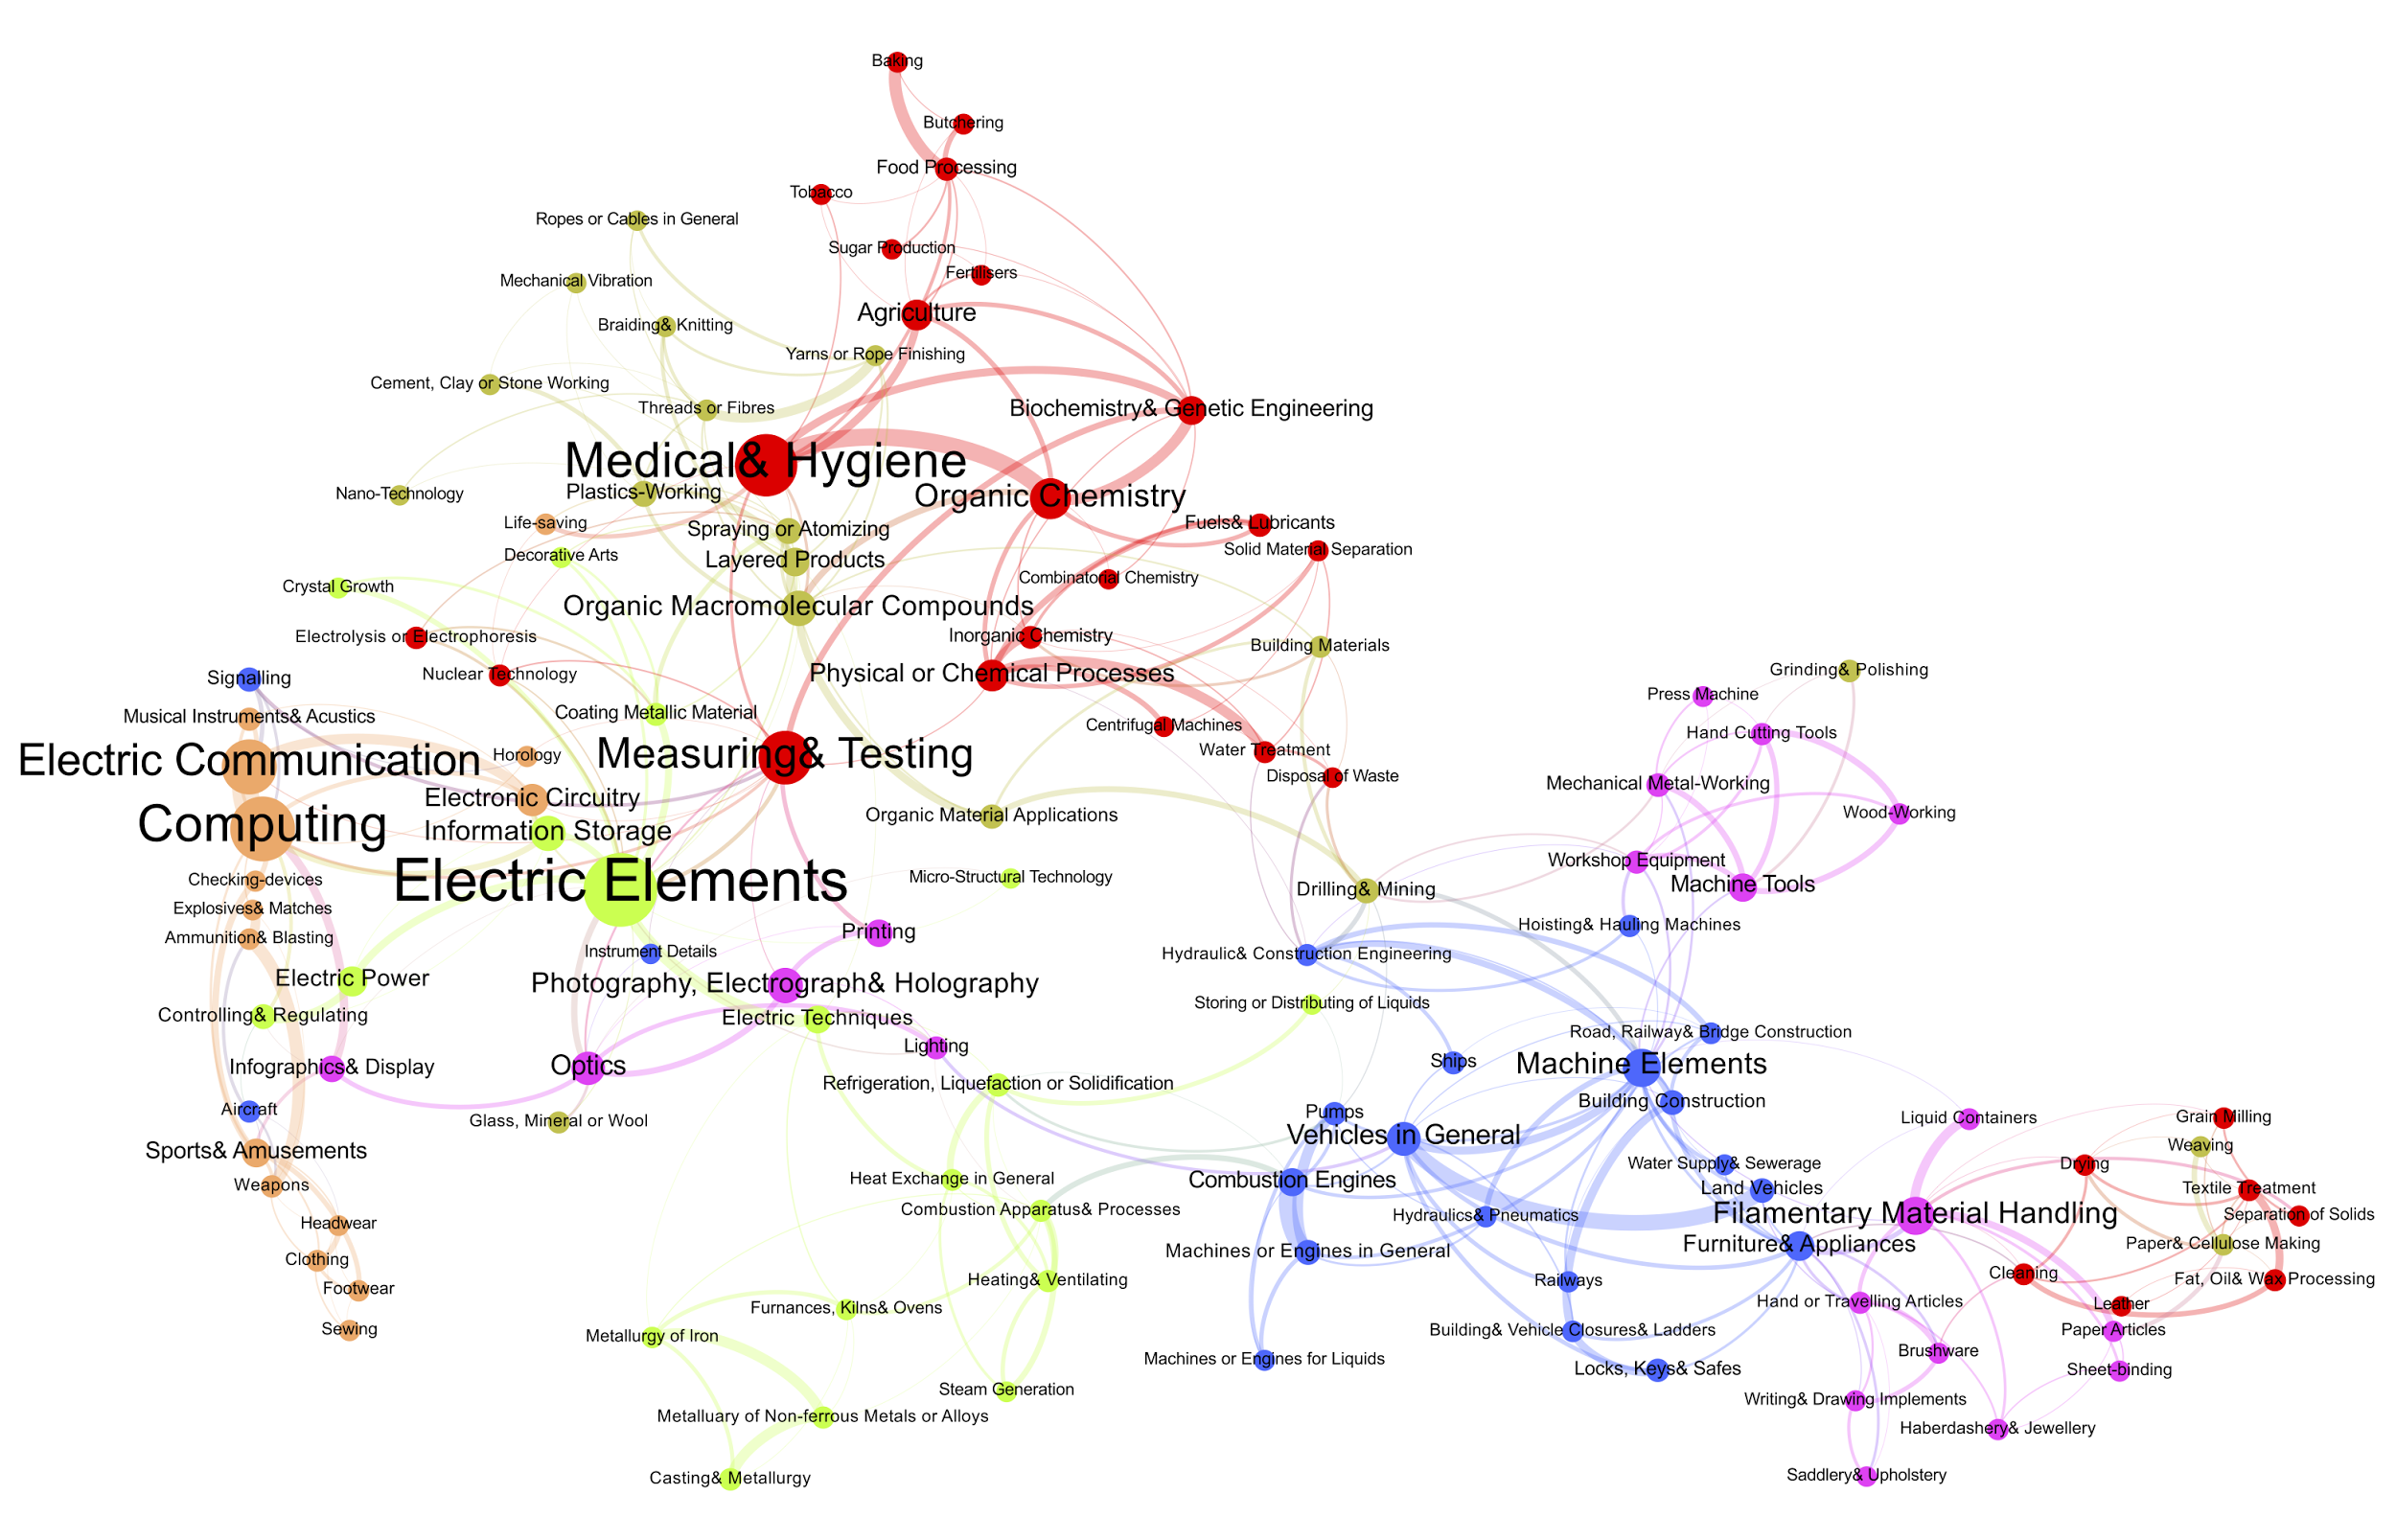 Baking
Butchering
Food Processing
Tobacco
Ropes or Cables in General
Sugar Production
Fertilisers
Mechanical Vibration
Agriculture
Braiding& Knitting
Yarns or Rope Finishing
Cement, Clay or Stone Working
Threads or Fibres
Biochemistry& Genetic Engineering
Medical& Hygiene
Nano-Technology
Plastics-Working
Organic Chemistry
Life-saving
Spraying or Atomizing
Fuels& Lubricants
Solid Material Separation
Decorative Arts
Layered Products
Crystal Growth
Combinatorial Chemistry
Organic Macromolecular Compounds
Electrolysis or Electrophoresis
Inorganic Chemistry
Building Materials
Signalling
Nuclear Technology
Physical or Chemical Processes
Grinding& Polishing
Press Machine
Musical Instruments& Acustics
Coating Metallic Material
Centrifugal Machines
Hand Cutting Tools
Electric Communication
Horology
Measuring& Testing
Water Treatment
Disposal of Waste
Mechanical Metal-Working
Electronic Circuitry
Wood-Working
Computing
Information Storage
Organic Material Applications
Workshop Equipment
Checking-devices
Electric Elements
Micro-Structural Technology
Drilling& Mining
Machine Tools
Explosives& Matches
Ammunition& Blasting
Printing
Hoisting& Hauling Machines
Instrument Details
Hydraulic& Construction Engineering
Electric Power
Photography, Electrograph& Holography
Storing or Distributing of Liquids
Controlling& Regulating
Electric Techniques
Road, Railway& Bridge Construction
Lighting
Infographics& Display
Optics
Ships
Machine Elements
Refrigeration, Liquefaction or Solidification
Building Construction
Aircraft
Glass, Mineral or Wool
Pumps
Liquid Containers
Grain Milling
Vehicles in General
Weaving
Sports& Amusements
Water Supply& Sewerage
Drying
Weapons
Heat Exchange in General
Combustion Engines
Land Vehicles
Textile Treatment
Headwear
Combustion Apparatus& Processes
Hydraulics& Pneumatics
Filamentary Material Handling
Separation of Solids
Clothing
Machines or Engines in General
Furniture& Appliances
Paper& Cellulose Making
Footwear
Heating& Ventilating
Railways
Cleaning
Fat, Oil& Wax Processing
Furnances, Kilns& Ovens
Hand or Travelling Articles
Leather
Sewing
Metallurgy of Iron
Building& Vehicle Closures& Ladders
Paper Articles
Machines or Engines for Liquids
Brushware
Locks, Keys& Safes
Sheet-binding
Steam Generation
Writing& Drawing Implements
Metalluary of Non-ferrous Metals or Alloys
Haberdashery& Jewellery
Casting& Metallurgy
Saddlery& Upholstery